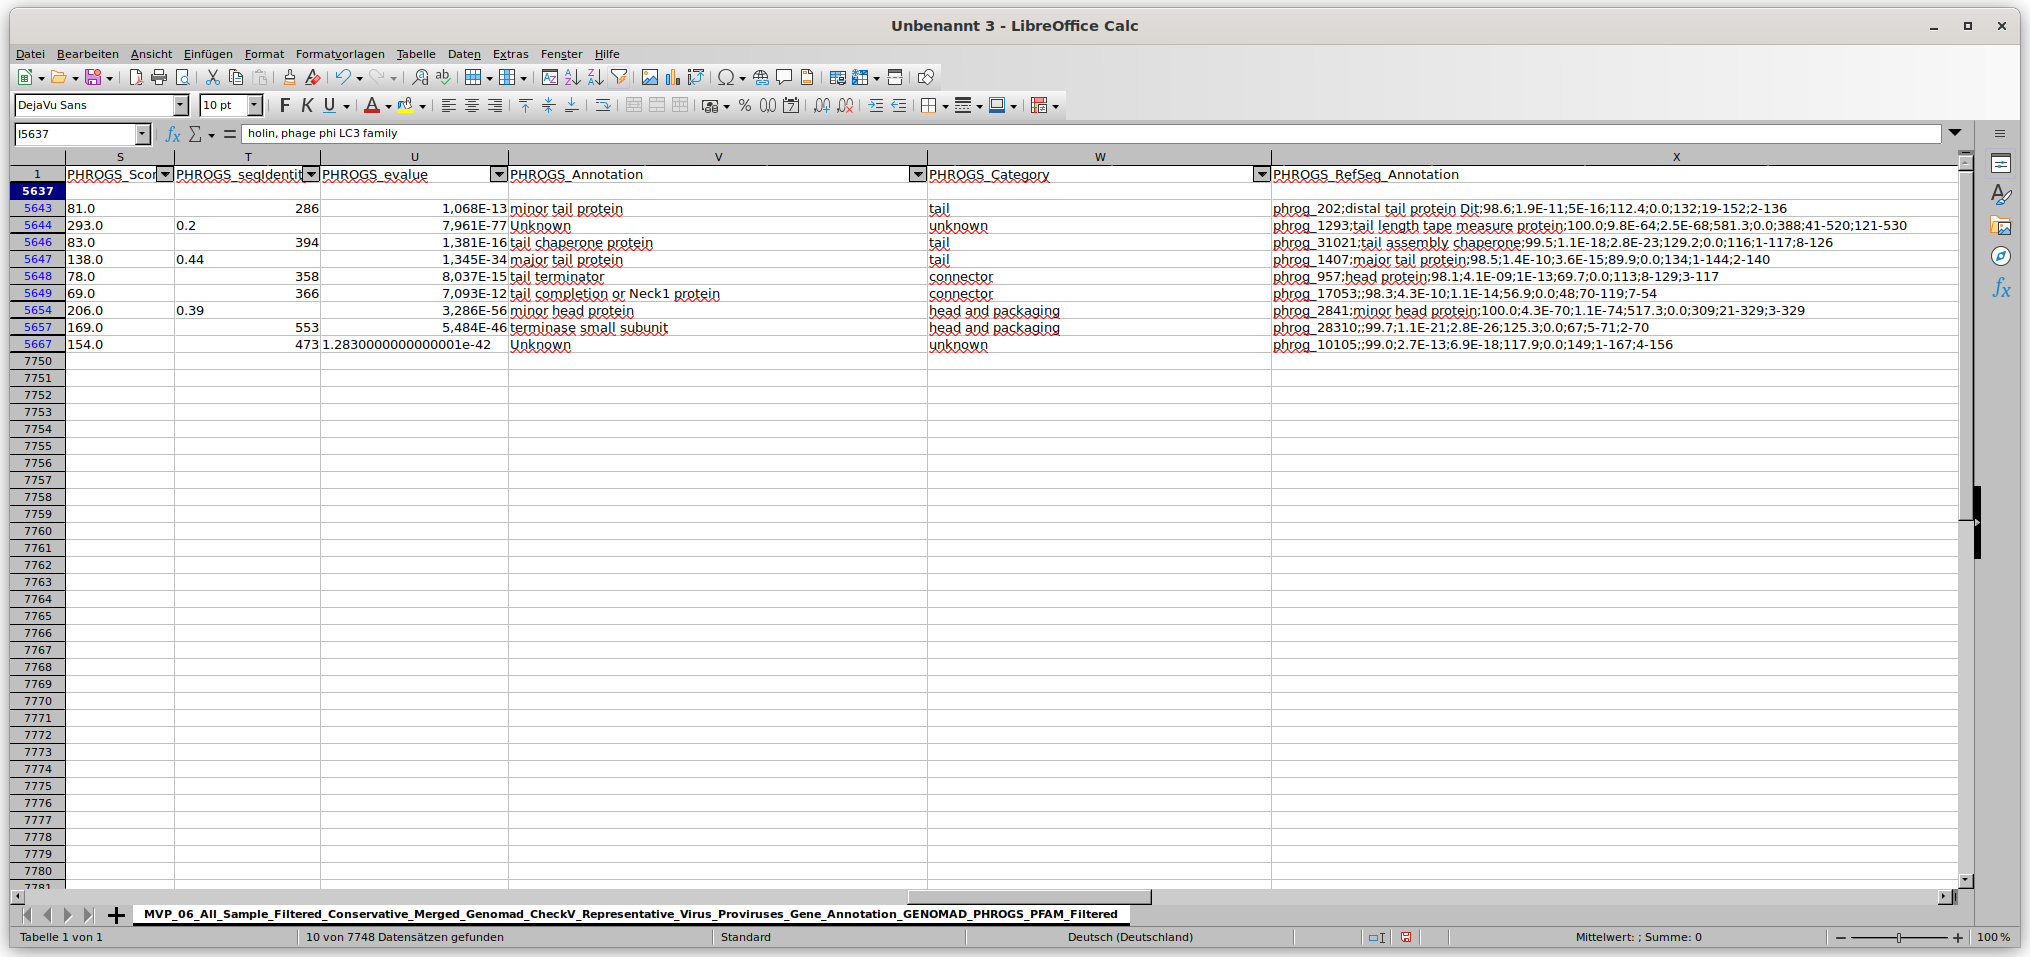 Unbenannt 3 - LibreOffice Calc
Datei Bearbeiten Ansicht Einfügen Format Formatvorlagen Tabelle Daten Extras Fenster Hilfe
DejaVu Sans 10 pt F K U
I5637 holin, phage phi LC3 family
S T U V W X
1 PHROGS_Scor PHROGS_seqIdentit PHROGS_evalue PHROGS_Annotation PHROGS_Category PHROGS_RefSeq_Annotation
5637
5643 81.0 286 1,068E-13 minor tail protein tail phrog_202;distal tail protein Dit;98.6;1.9E-11;5E-16;112.4;0.0;132;19-152;2-136
5644 293.0 0.2 7,961E-77 Unknown unknown phrog_1293;tail length tape measure protein;100.0;9.8E-64;2.5E-68;581.3;0.0;388;41-520;121-530
5646 83.0 394 1,381E-16 tail chaperone protein tail phrog_31021;tail assembly chaperone;99.5;1.1E-18;2.8E-23;129.2;0.0;116;1-117;8-126
5647 138.0 0.44 1,345E-34 major tail protein tail phrog_1407;major tail protein;98.5;1.4E-10;3.6E-15;89.9;0.0;134;1-144;2-140
5648 78.0 358 8,037E-15 tail terminator connector phrog_957;head protein;98.1;4.1E-09;1E-13;69.7;0.0;113;8-129;3-117
5649 69.0 366 7,093E-12 tail completion or Neck1 protein connector phrog_17053;;98.3;4.3E-10;1.1E-14;56.9;0.0;48;70-119;7-54
5654 206.0 0.39 3,286E-56 minor head protein head and packaging phrog_2841;minor head protein;100.0;4.3E-70;1.1E-74;517.3;0.0;309;21-329;3-329
5657 169.0 553 5,484E-46 terminase small subunit head and packaging phrog_28310;;99.7;1.1E-21;2.8E-26;125.3;0.0;67;5-71;2-70
5667 154.0 473 1.2830000000000001e-42 Unknown unknown phrog_10105;;99.0;2.7E-13;6.9E-18;117.9;0.0;149;1-167;4-156
7750
7751
7752
7753
7754
7755
7756
7757
7758
7759
7760
7761
7762
7763
7764
7765
7766
7767
7768
7769
7770
7771
7772
7773
7774
7775
7776
7777
7778
7779
7780
7781
MVP_06_All_Sample_Filtered_Conservative_Merged_Genomad_CheckV_Representative_Virus_Proviruses_Gene_Annotation_GENOMAD_PHROGS_PFAM_Filtered
Tabelle 1 von 1 10 von 7748 Datensätzen gefunden Standard Deutsch (Deutschland) Mittelwert: ; Summe: 0 100 %